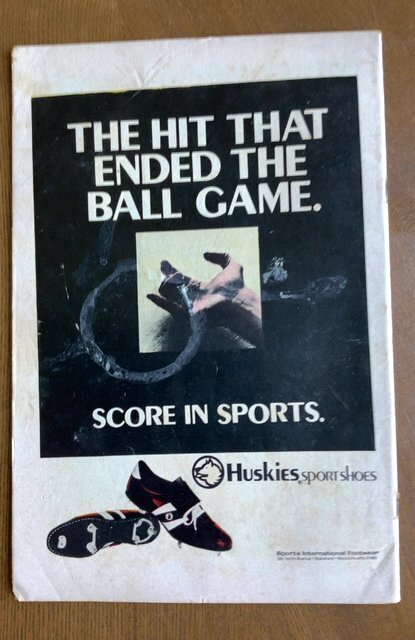 THE HIT THAT
ENDED THE
BALL GAME.
SCORE IN SPORTS.
HUSKIES SPORT SHOES
Sports International Footwear